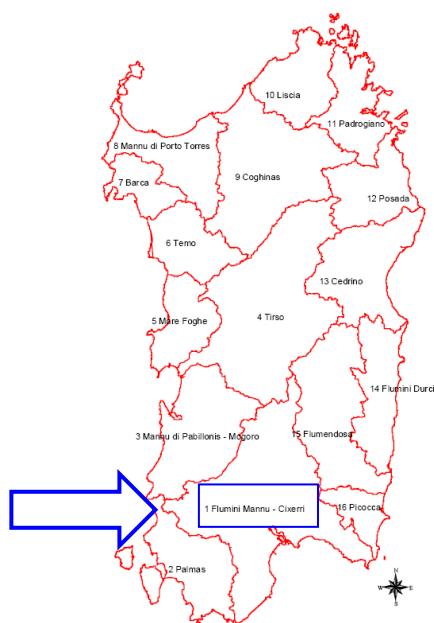 10 Liscia
11 Padrogiano
8 Mannu di Porto Torres
9 Coghinas
7 Barca
12 Posada
6 Temo
13 Cedrino
4 Tirso
5 Mare Foghe
14 Flumini Durci
3 Mannu di Pabillonis - Mogoro
15 Flumendosa
1 Flumini Mannu - Cixerri
16 Picocca
2 Palmas
N
W E
S